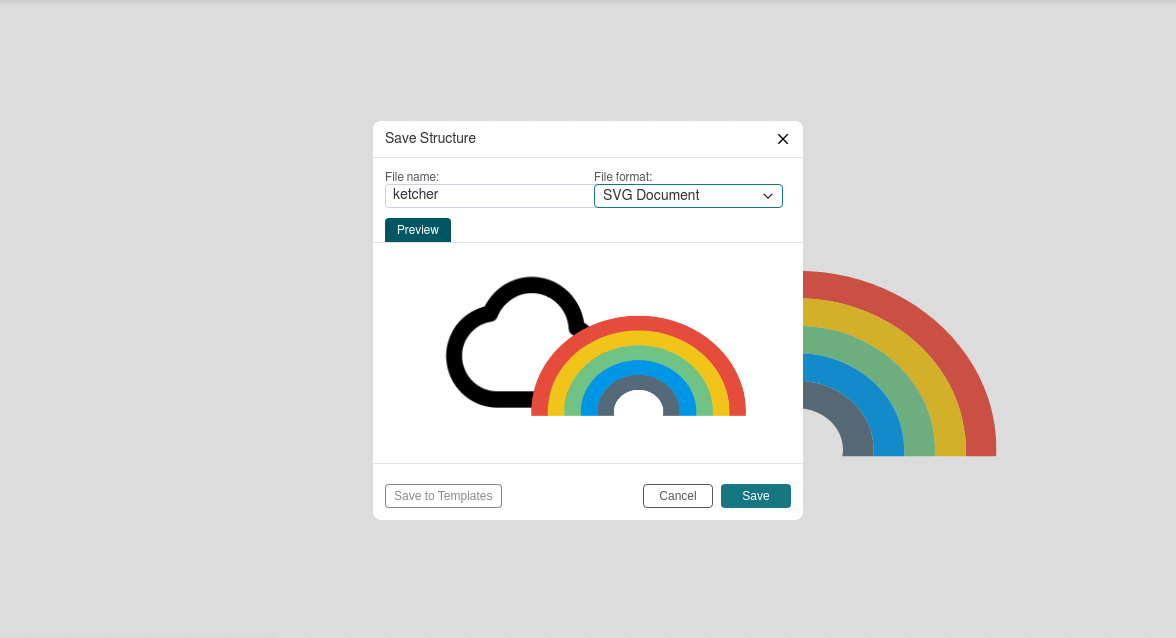 Save Structure
File name:
File format:
ketcher
SVG Document
Preview
Save to Templates
Cancel
Save